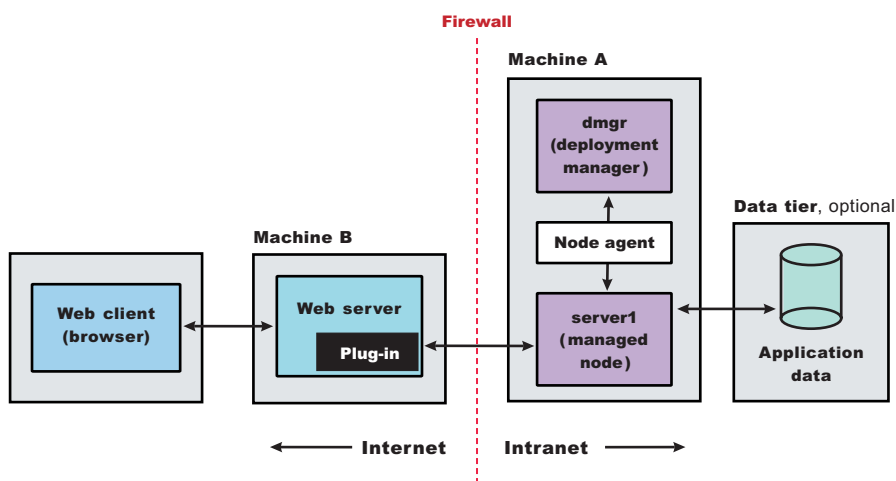 Firewall
Machine A
dmgr
(deployment
manager)
Data tier, optional
Machine B
Node agent
Web client
(browser)
Web server
Plug-in
server1
(managed
node)
Application
data
Internet
Intranet